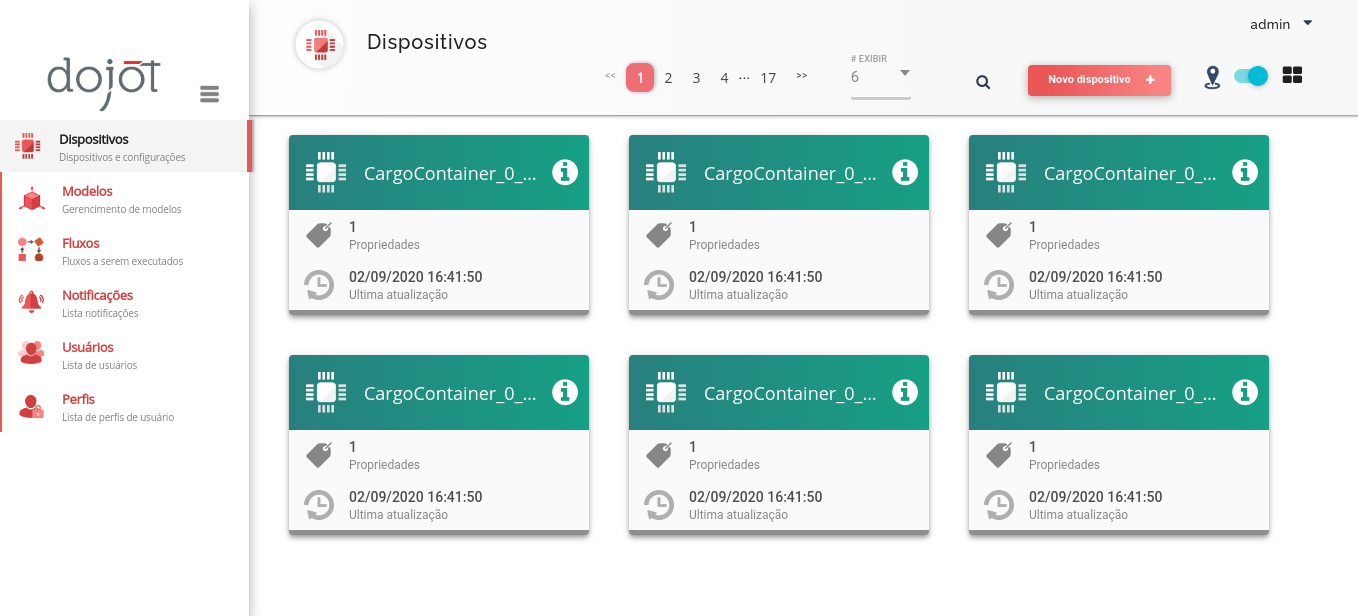 dojot
Dispositivos
Dispositivos e configurações
Modelos
Gerencimento de modelos
Fluxos
Fluxos a serem executados
Notificações
Lista notificações
Usuários
Lista de usuários
Perfis
Lista de perfis de usuário
Dispositivos
admin
<< 1 2 3 4 ... 17 >>
# EXIBIR
6
Novo dispositivo +
CargoContainer_0_...
1
Propriedades
02/09/2020 16:41:50
Ultima atualização
CargoContainer_0_...
1
Propriedades
02/09/2020 16:41:50
Ultima atualização
CargoContainer_0_...
1
Propriedades
02/09/2020 16:41:50
Ultima atualização
CargoContainer_0_...
1
Propriedades
02/09/2020 16:41:50
Ultima atualização
CargoContainer_0_...
1
Propriedades
02/09/2020 16:41:50
Ultima atualização
CargoContainer_0_...
1
Propriedades
02/09/2020 16:41:50
Ultima atualização